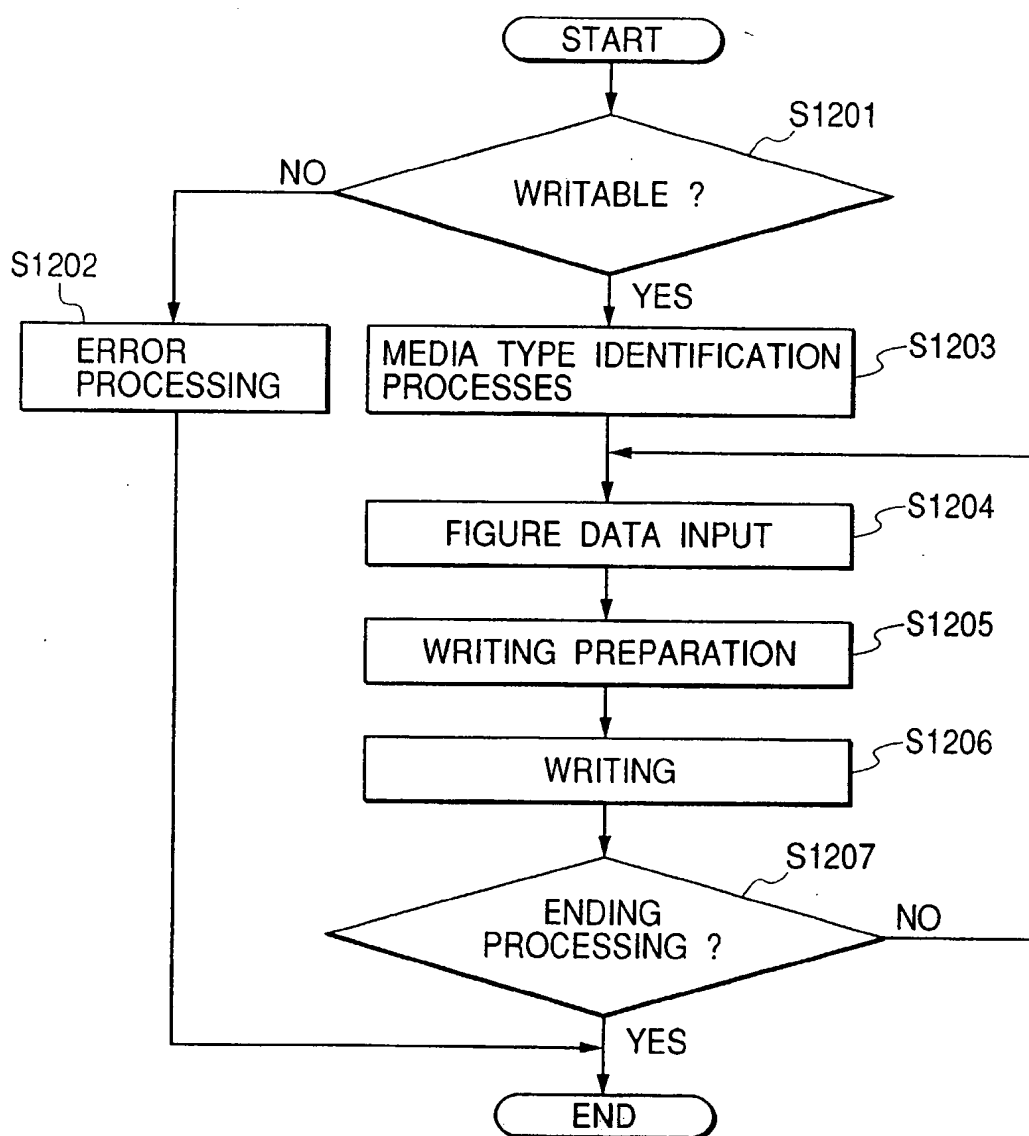 START
S1201
NO
WRITABLE ?
S1202
YES
ERROR
PROCESSING
MEDIA TYPE IDENTIFICATION
PROCESSES
S1203
S1204
FIGURE DATA INPUT
S1205
WRITING PREPARATION
S1206
WRITING
S1207
ENDING
PROCESSING ?
NO
YES
END